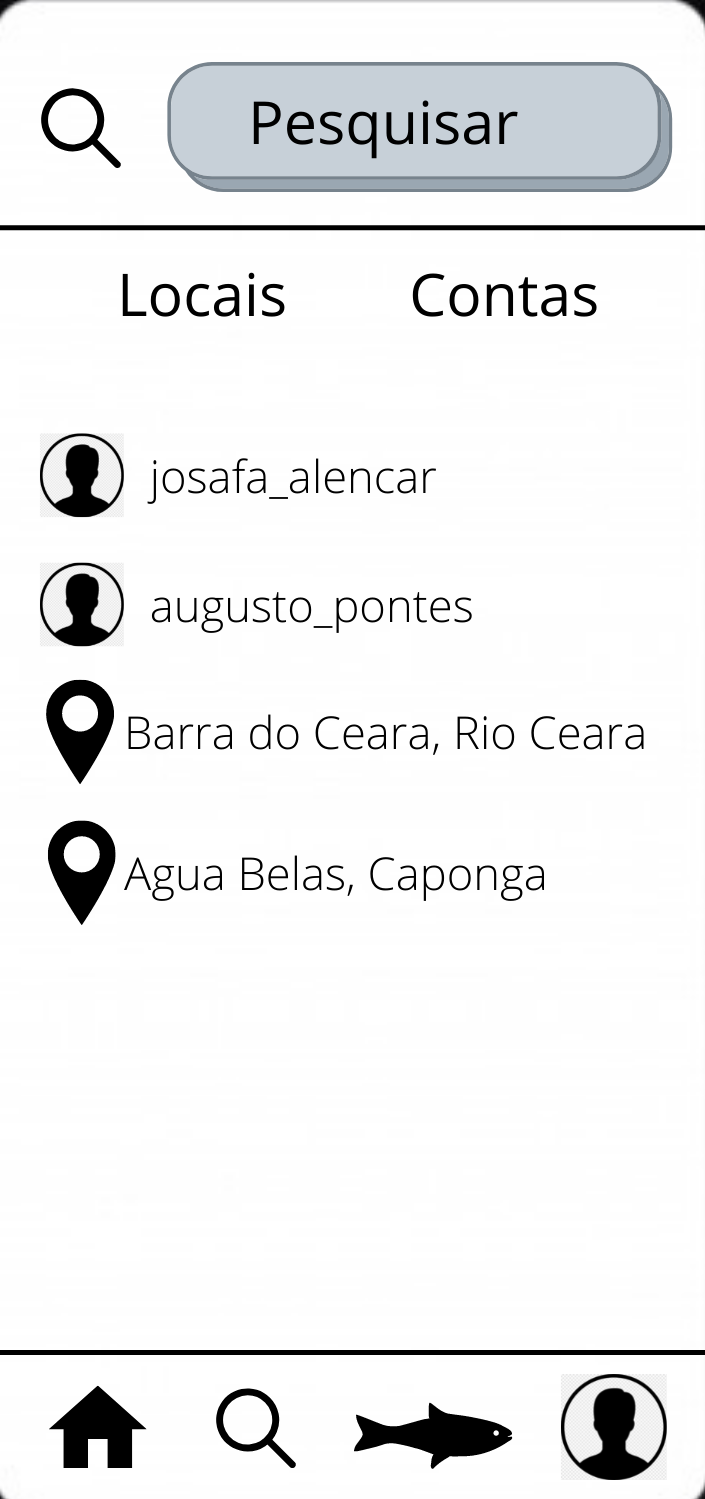 Pesquisar
Locais Contas
josafa_alencar
augusto_pontes
Barra do Ceara, Rio Ceara
Agua Belas, Caponga